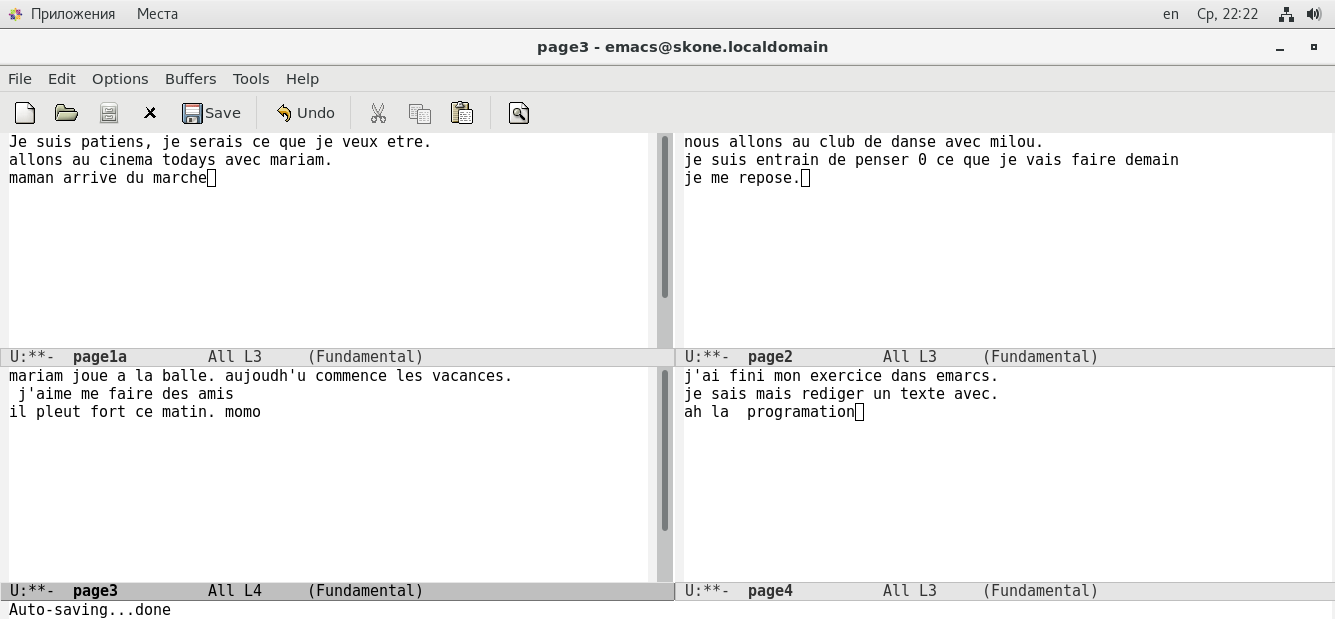 Приложения Места en Ср, 22:22
page3 - emacs@skone.localdomain
File Edit Options Buffers Tools Help
Save Undo
Je suis patiens, je serais ce que je veux etre.
allons au cinema todays avec mariam.
maman arrive du marche
U:**- page1a All L3 (Fundamental)
nous allons au club de danse avec milou.
je suis entrain de penser 0 ce que je vais faire demain
je me repose.
U:**- page2 All L3 (Fundamental)
mariam joue a la balle. aujoudh'u commence les vacances.
 j'aime me faire des amis
il pleut fort ce matin. momo
U:**- page3 All L4 (Fundamental)
j'ai fini mon exercice dans emarcs.
je sais mais rediger un texte avec.
ah la  programation
U:**- page4 All L3 (Fundamental)
Auto-saving...done